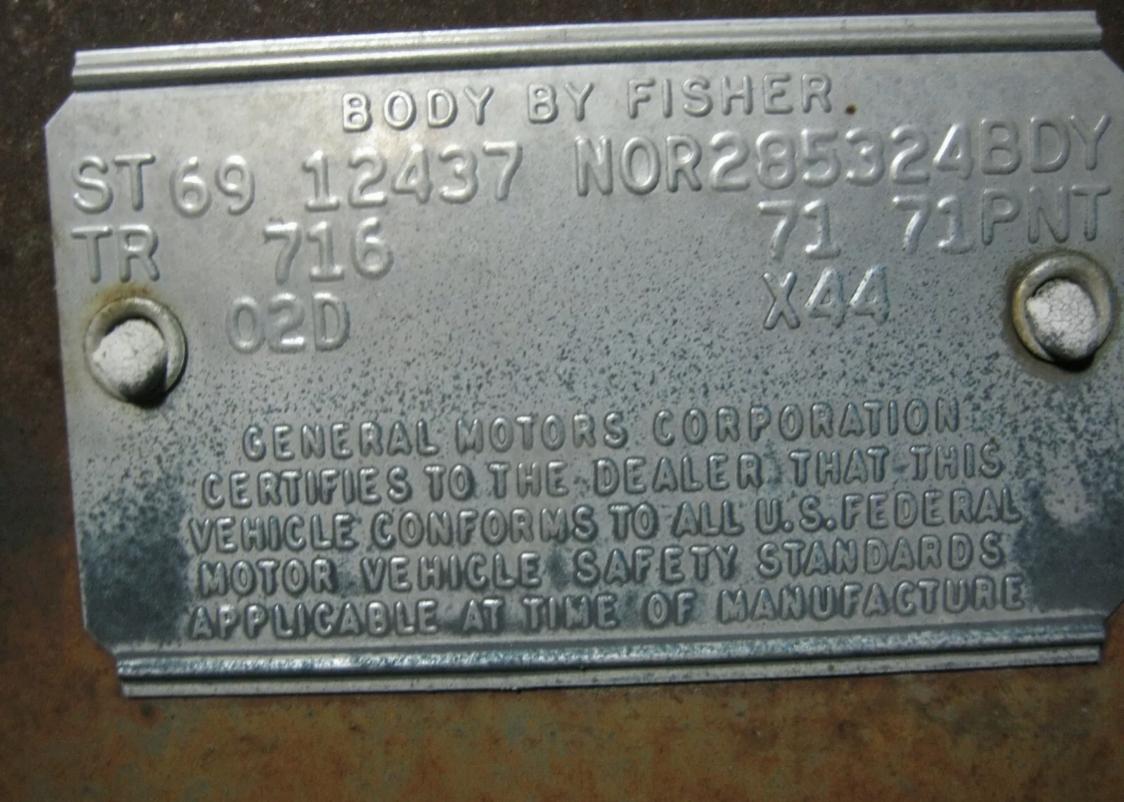 BODY BY FISHER
ST 69 12437 NOR285324BDY
TR 716 71 71PNT
02D X44
GENERAL MOTORS CORPORATION
CERTIFIES TO THE DEALER THAT THIS
VEHICLE CONFORMS TO ALL U.S. FEDERAL
MOTOR VEHICLE SAFETY STANDARDS
APPLICABLE AT TIME OF MANUFACTURE